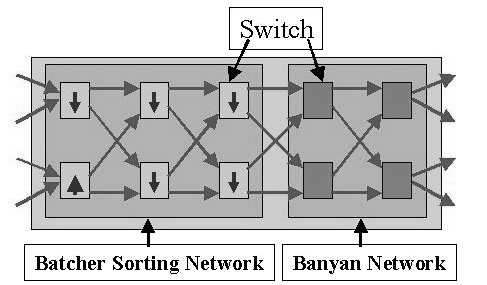 Switch
Batcher Sorting Network
Banyan Network